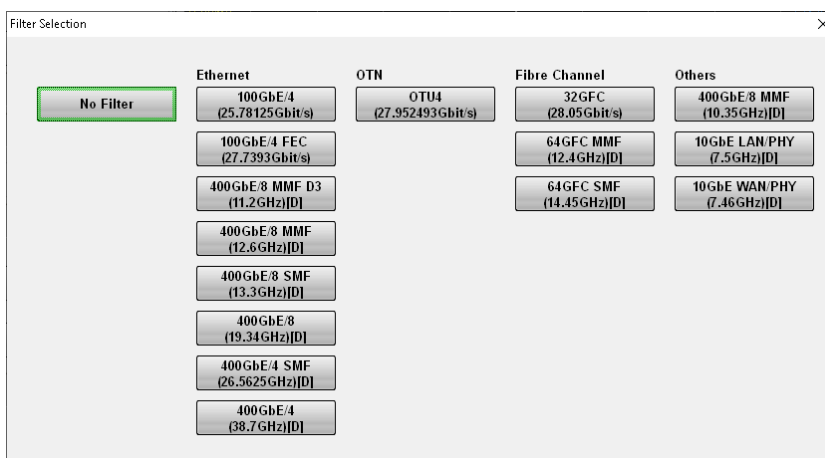 Filter Selection
No Filter
Ethernet
100GbE/4
(25.78125Gbit/s)
100GbE/4 FEC
(27.7393Gbit/s)
400GbE/8 MMF D3
(11.2GHz)[D]
400GbE/8 MMF
(12.6GHz)[D]
400GbE/8 SMF
(13.3GHz)[D]
400GbE/8
(19.34GHz)[D]
400GbE/4 SMF
(26.5625GHz)[D]
400GbE/4
(38.7GHz)[D]
OTN
OTU4
(27.952493Gbit/s)
Fibre Channel
32GFC
(28.05Gbit/s)
64GFC MMF
(12.4GHz)[D]
64GFC SMF
(14.45GHz)[D]
Others
400GbE/8 MMF
(10.35GHz)[D]
10GbE LAN/PHY
(7.5GHz)[D]
10GbE WAN/PHY
(7.46GHz)[D]